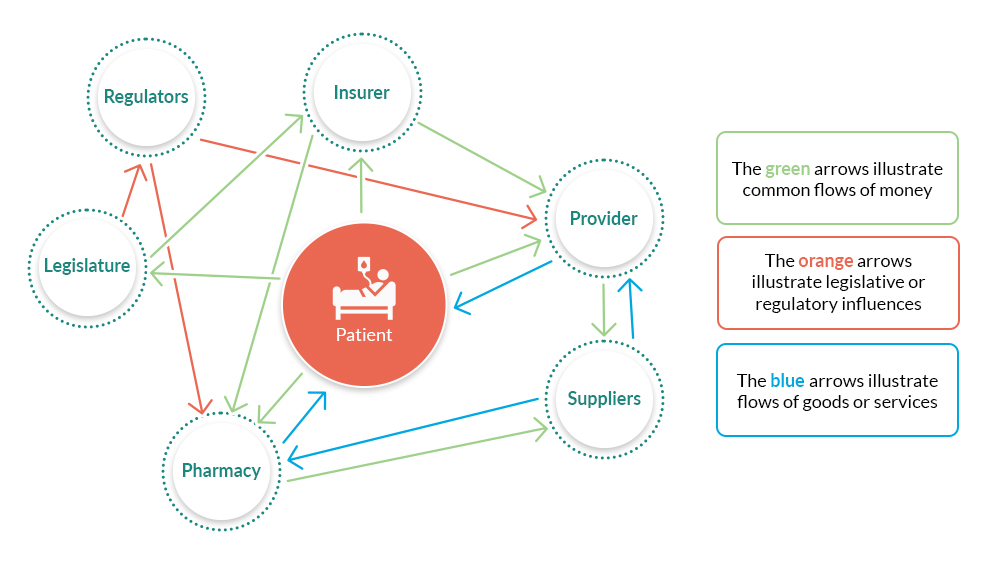 Regulators
Insurer
Provider
Legislature
Patient
Suppliers
Pharmacy
The green arrows illustrate
common flows of money
The orange arrows
illustrate legislative or
regulatory influences
The blue arrows illustrate
flows of goods or services